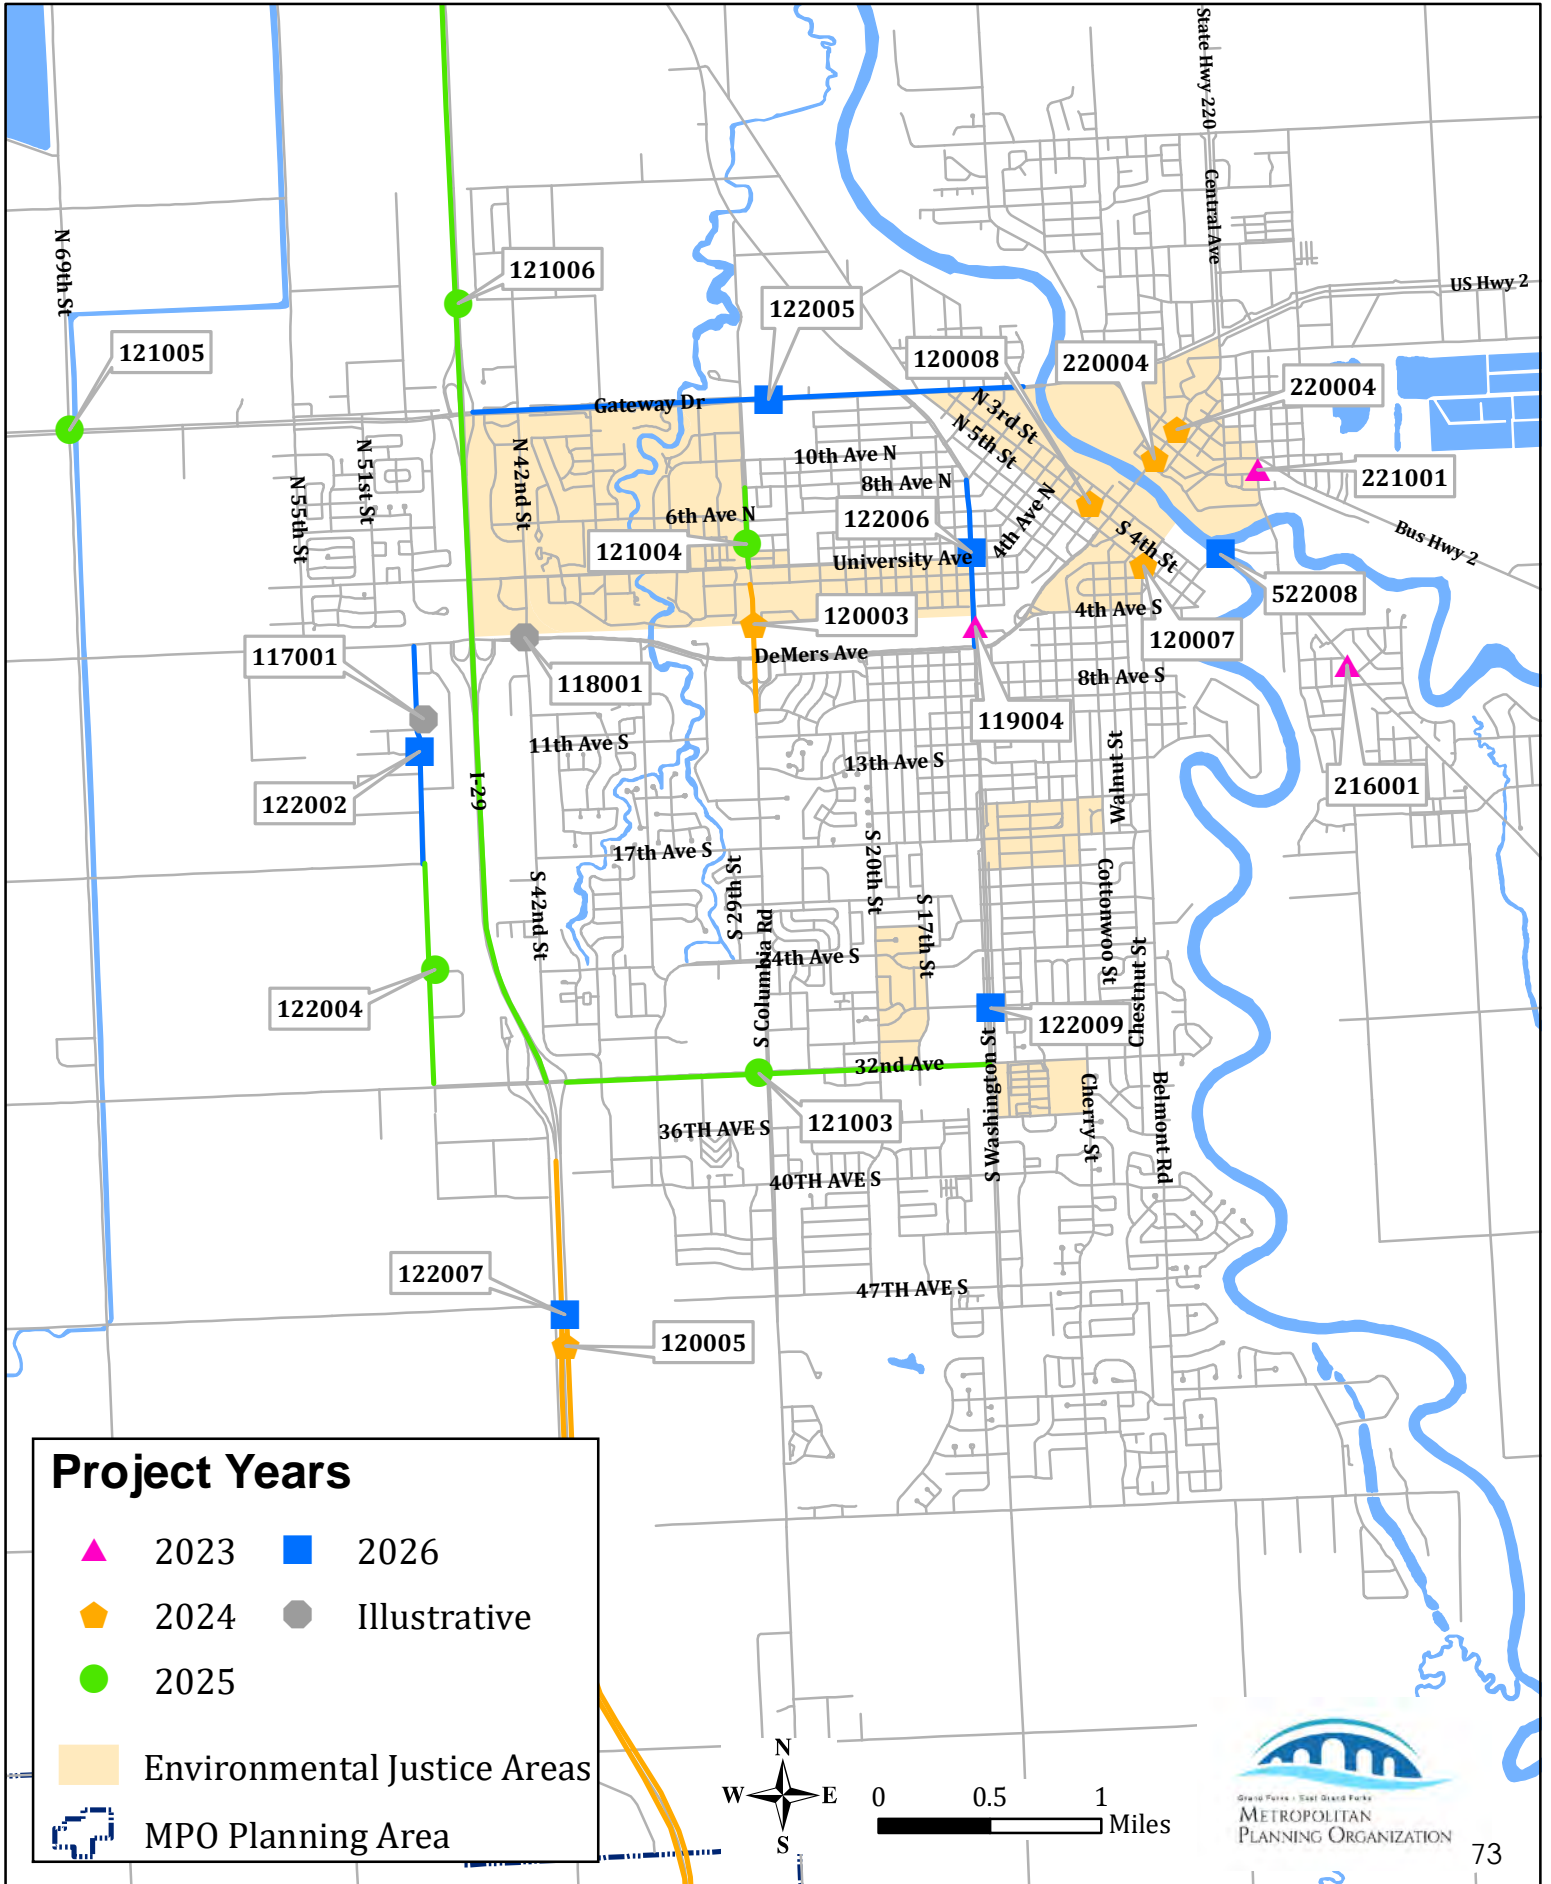 State Hwy 220
Central Ave
US Hwy 2
N 69th St
121006
122005
121005
120008
220004
220004
Gateway Dr
N 3rd St
N 5th St
N 42nd St
N 51st St
N 55th St
10th Ave N
8th Ave N
221001
6th Ave N
122006
4th Ave N
S 4th St
Bus Hwy 2
121004
University Ave
522008
120003
4th Ave S
120007
117001
DeMers Ave
8th Ave S
118001
119004
11th Ave S
13th Ave S
Walnut St
I-29
122002
216001
17th Ave S
S 20th St
S 42nd St
S 29th St
S 17th St
Cottonwoo St
S Columbia Rd
24th Ave S
Chestnut St
122004
122009
32nd Ave
S Washington St
Cherry St
Belmont Rd
121003
36TH AVE S
40TH AVE S
122007
47TH AVE S
120005
Project Years
2023
2026
2024
Illustrative
2025
Environmental Justice Areas
MPO Planning Area
N
W E
S
0 0.5 1
Miles
Grand Forks - East Grand Forks
METROPOLITAN
PLANNING ORGANIZATION
73